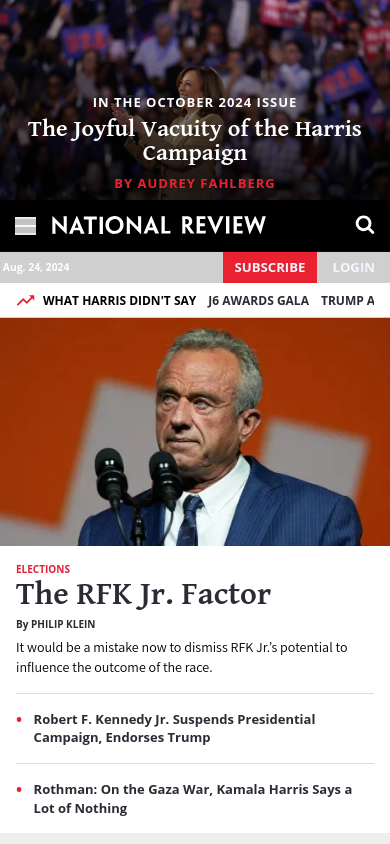 IN THE OCTOBER 2024 ISSUE
The Joyful Vacuity of the Harris
Campaign
BY AUDREY FAHLBERG
NATIONAL REVIEW
Aug. 24, 2024
SUBSCRIBE
LOGIN
WHAT HARRIS DIDN'T SAY J6 AWARDS GALA TRUMP A
ELECTIONS
The RFK Jr. Factor
By PHILIP KLEIN
It would be a mistake now to dismiss RFK Jr.’s potential to
influence the outcome of the race.
• Robert F. Kennedy Jr. Suspends Presidential
Campaign, Endorses Trump
• Rothman: On the Gaza War, Kamala Harris Says a
Lot of Nothing